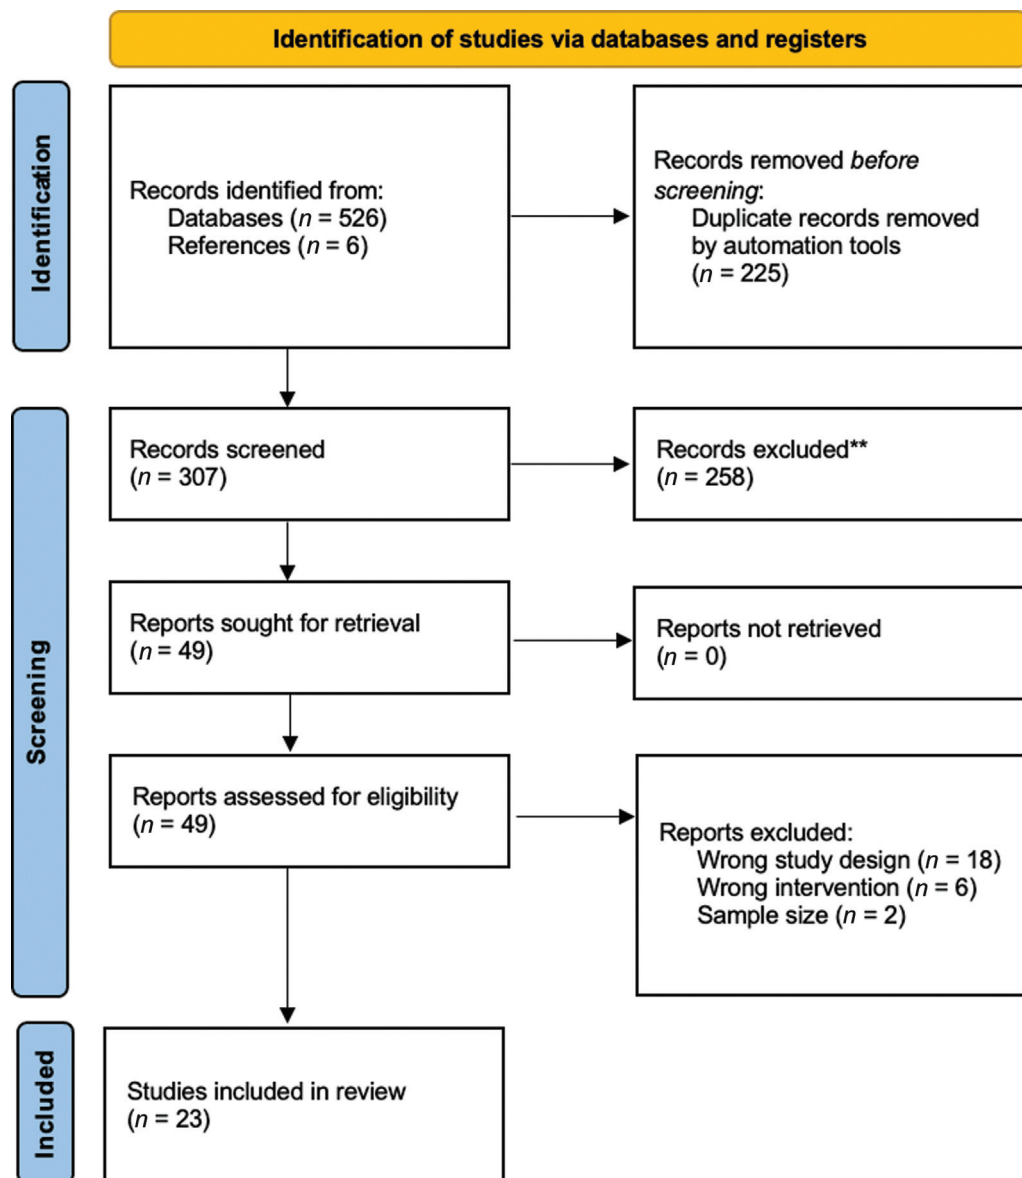 Identification of studies via databases and registers
Identification
Records identified from:
Databases (n = 526)
References (n = 6)
Records removed before
screening:
Duplicate records removed
by automation tools
(n = 225)
Screening
Records screened
(n = 307)
Records excluded**
(n = 258)
Reports sought for retrieval
(n = 49)
Reports not retrieved
(n = 0)
Reports assessed for eligibility
(n = 49)
Reports excluded:
Wrong study design (n = 18)
Wrong intervention (n = 6)
Sample size (n = 2)
Included
Studies included in review
(n = 23)